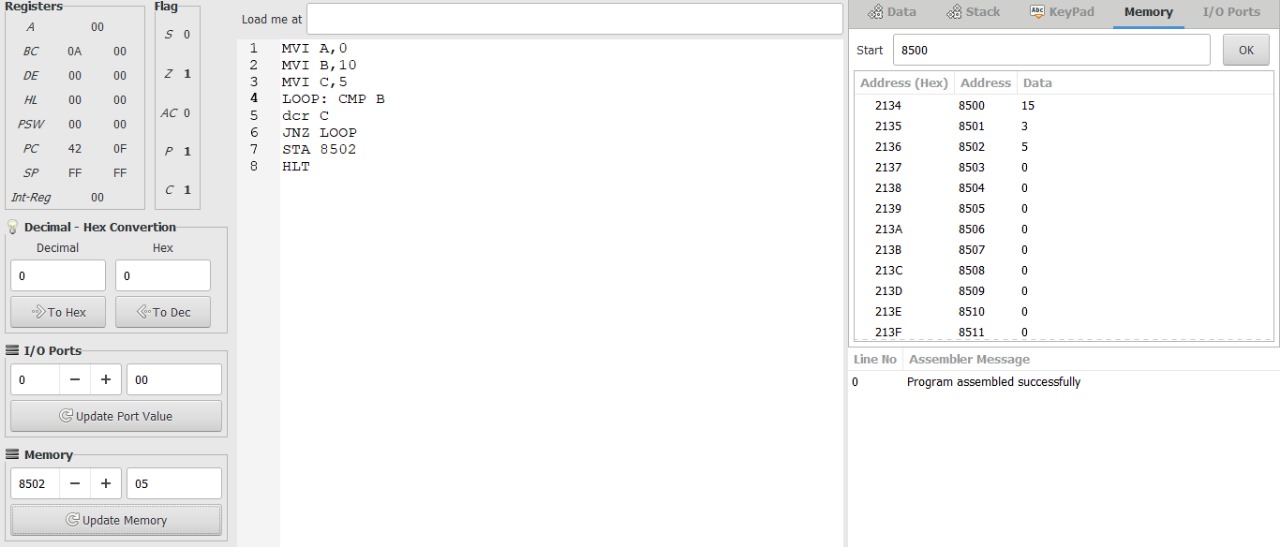 Registers
A 00
BC 0A 00
DE 00 00
HL 00 00
PSW 00 00
PC 42 0F
SP FF FF
Int-Reg 00
Flag
S 0
Z 1
AC 0
P 1
C 1
Decimal - Hex Convertion
Decimal Hex
0 0
To Hex To Dec
I/O Ports
0 − + 00
Update Port Value
Memory
8502 − + 05
Update Memory
Load me at
1 MVI A,0
2 MVI B,10
3 MVI C,5
4 LOOP: CMP B
5 dcr C
6 JNZ LOOP
7 STA 8502
8 HLT
Data Stack Abc KeyPad Memory I/O Ports
Start 8500 OK
Address (Hex) Address Data
2134 8500 15
2135 8501 3
2136 8502 5
2137 8503 0
2138 8504 0
2139 8505 0
213A 8506 0
213B 8507 0
213C 8508 0
213D 8509 0
213E 8510 0
213F 8511 0
Line No Assembler Message
0 Program assembled successfully